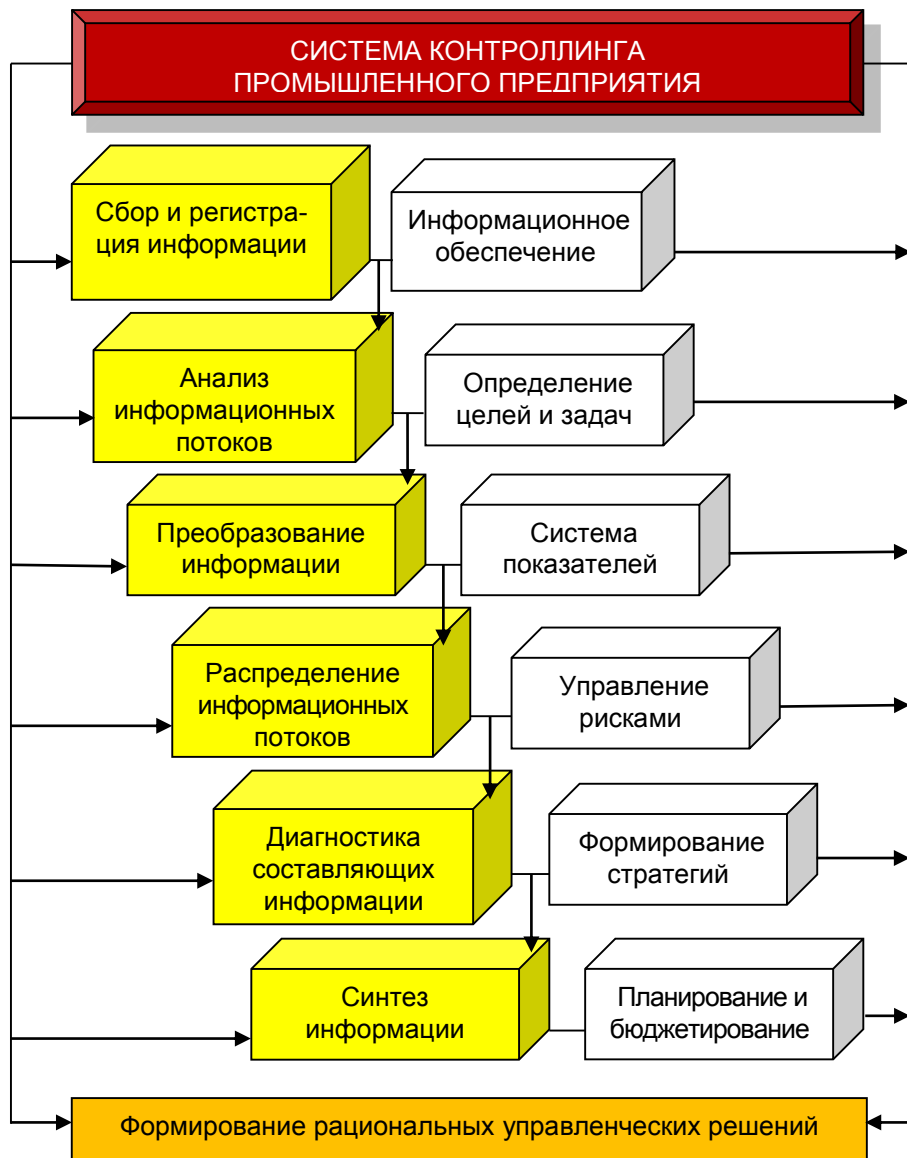 СИСТЕМА КОНТРОЛЛИНГА
ПРОМЫШЛЕННОГО ПРЕДПРИЯТИЯ
Сбор и регистра-
ция информации
Информационное
обеспечение
Анализ
информационных
потоков
Определение
целей и задач
Преобразование
информации
Система
показателей
Распределение
информационных
потоков
Управление
рисками
Диагностика
составляющих
информации
Формирование
стратегий
Синтез
информации
Планирование и
бюджетирование
Формирование рациональных управленческих решений